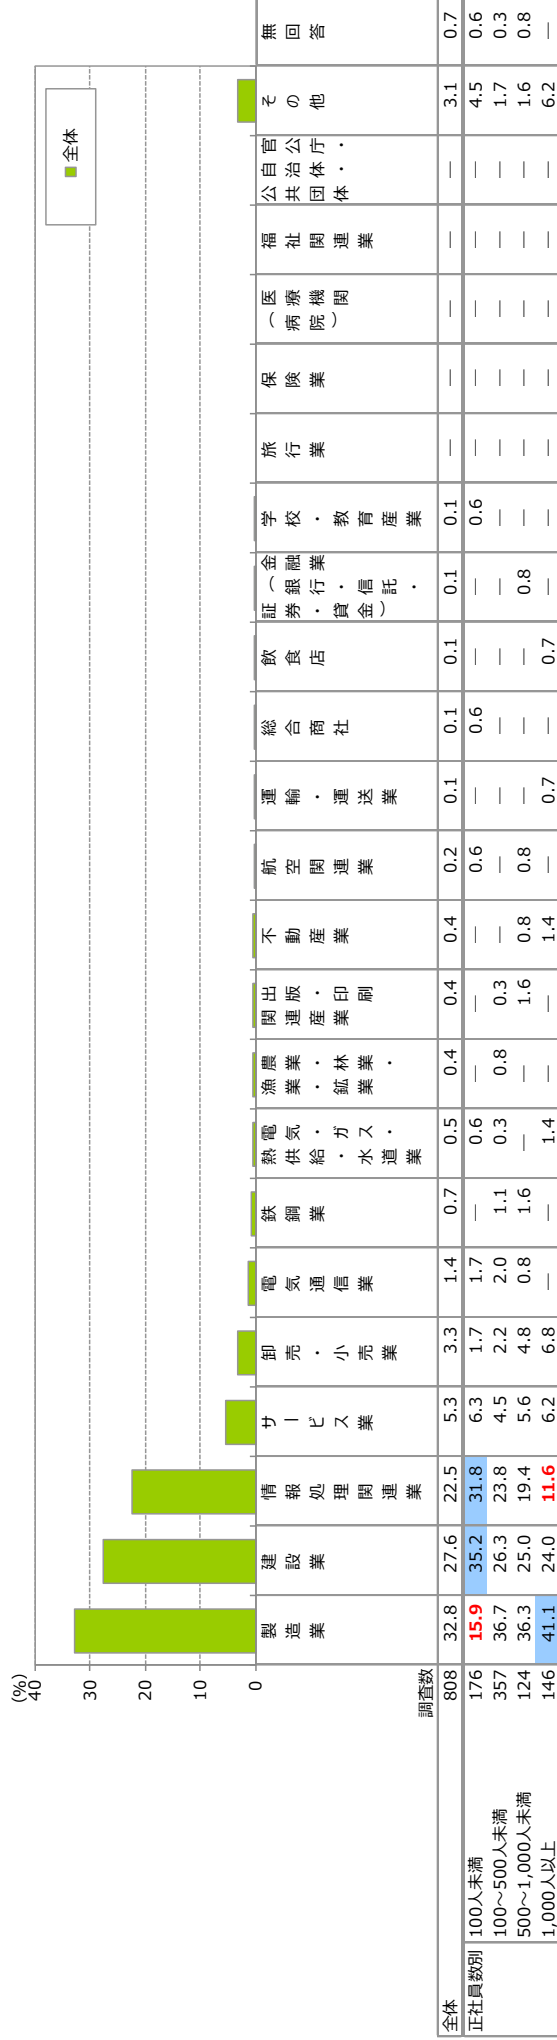 (%)
40
30
20
10
0
全体
調査数
製造業
建設業
情報処理関連業
サービス業
卸売・小売業
電気通信業
鉄鋼業
電気・ガス・
熱供給・水道業
農業・林業・
漁業・鉱業
出版・印刷
関連産業
不動産業
航空関連業
運輸・運送業
総合商社
飲食店
金融業
(銀行・信託・
証券・貸金)
学校・教育産業
旅行業
保険業
医療機関
(病院)
福祉関連業
官公庁・
自治体・
公共団体
その他
無回答
全体 808 32.8 27.6 22.5 5.3 3.3 1.4 0.7 0.5 0.4 0.4 0.4 0.2 0.1 0.1 0.1 0.1 0.1 — — — — — 3.1 0.7
正社員数別 100人未満 176 15.9 35.2 31.8 6.3 1.7 1.7 — 0.6 — — — 0.6 — 0.6 — — 0.6 — — — — — 4.5 0.6
100～500人未満 357 36.7 26.3 23.8 4.5 2.2 2.0 1.1 0.3 0.8 0.3 — — — — — — — — — — — — 1.7 0.3
500～1,000人未満 124 36.3 25.0 19.4 5.6 4.8 0.8 1.6 — — 1.6 0.8 0.8 — — — 0.8 — — — — — — 1.6 0.8
1,000人以上 146 41.1 24.0 11.6 6.2 6.8 — — 1.4 — — 1.4 — 0.7 — 0.7 — — — — — — — 6.2 —